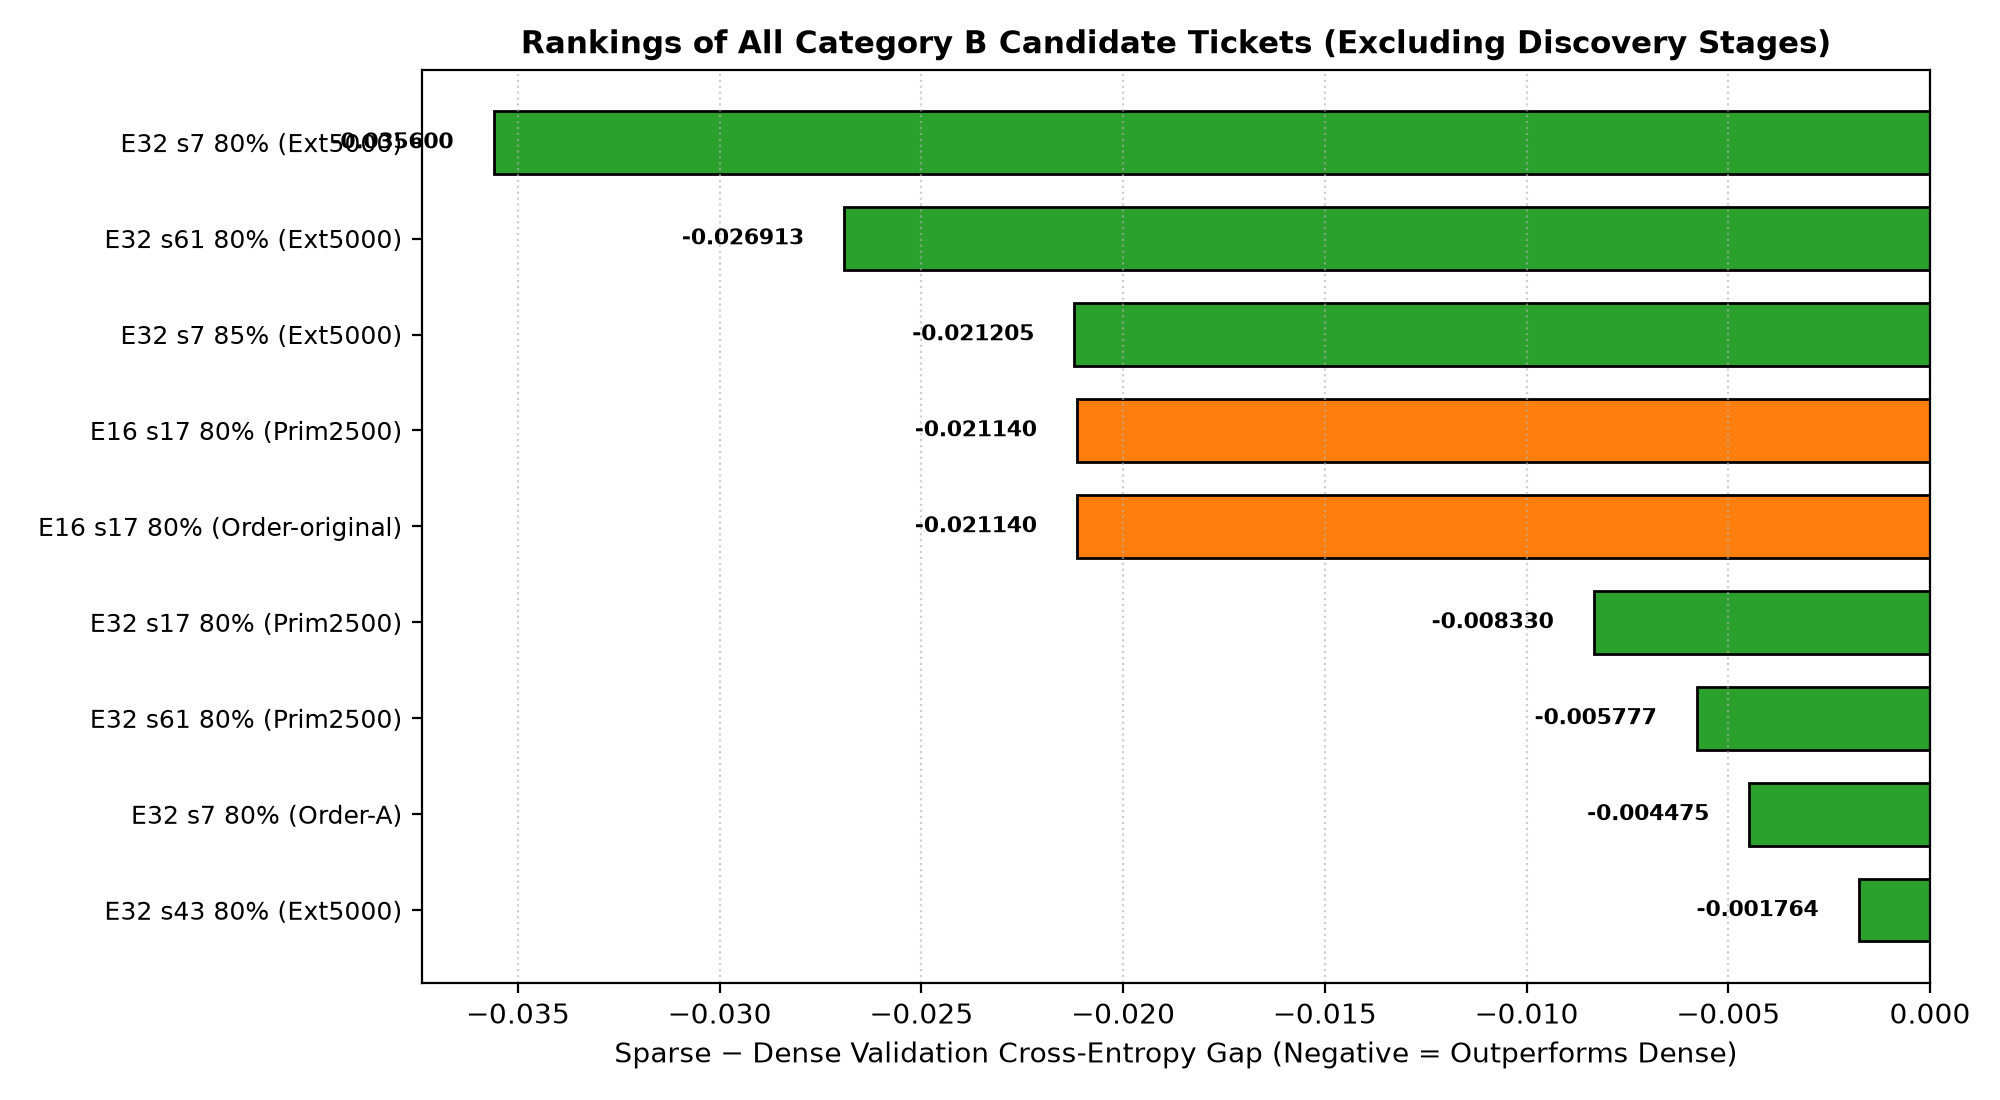 Rankings of All Category B Candidate Tickets (Excluding Discovery Stages)
E32 s7 80% (Ext5000) -0.035600
E32 s61 80% (Ext5000) -0.026913
E32 s7 85% (Ext5000) -0.021205
E16 s17 80% (Prim2500) -0.021140
E16 s17 80% (Order-original) -0.021140
E32 s17 80% (Prim2500) -0.008330
E32 s61 80% (Prim2500) -0.005777
E32 s7 80% (Order-A) -0.004475
E32 s43 80% (Ext5000) -0.001764
−0.035 −0.030 −0.025 −0.020 −0.015 −0.010 −0.005 0.000
Sparse − Dense Validation Cross-Entropy Gap (Negative = Outperforms Dense)